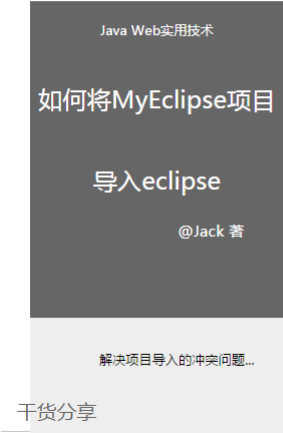 Java Web实用技术
如何将MyEclipse项目
导入eclipse
@Jack 著
解决项目导入的冲突问题...
干货分享